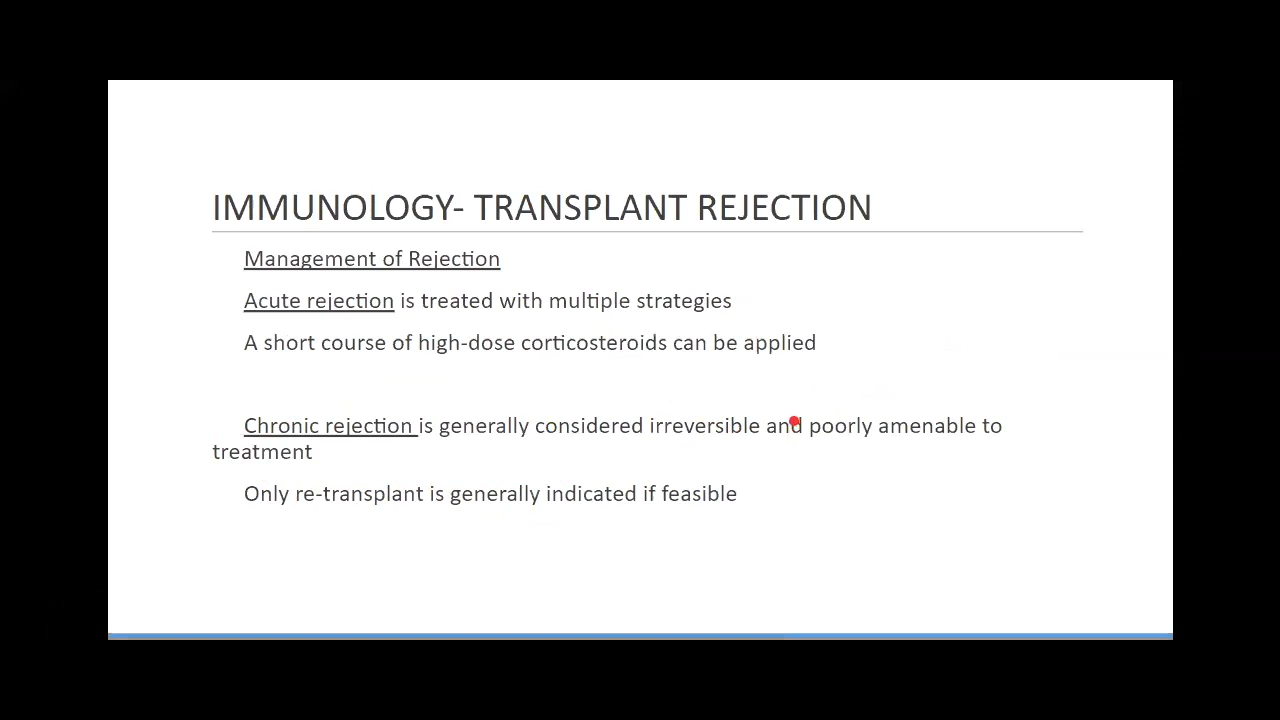 IMMUNOLOGY- TRANSPLANT REJECTION
Management of Rejection
Acute rejection is treated with multiple strategies
A short course of high-dose corticosteroids can be applied
Chronic rejection is generally considered irreversible and poorly amenable to
treatment
Only re-transplant is generally indicated if feasible